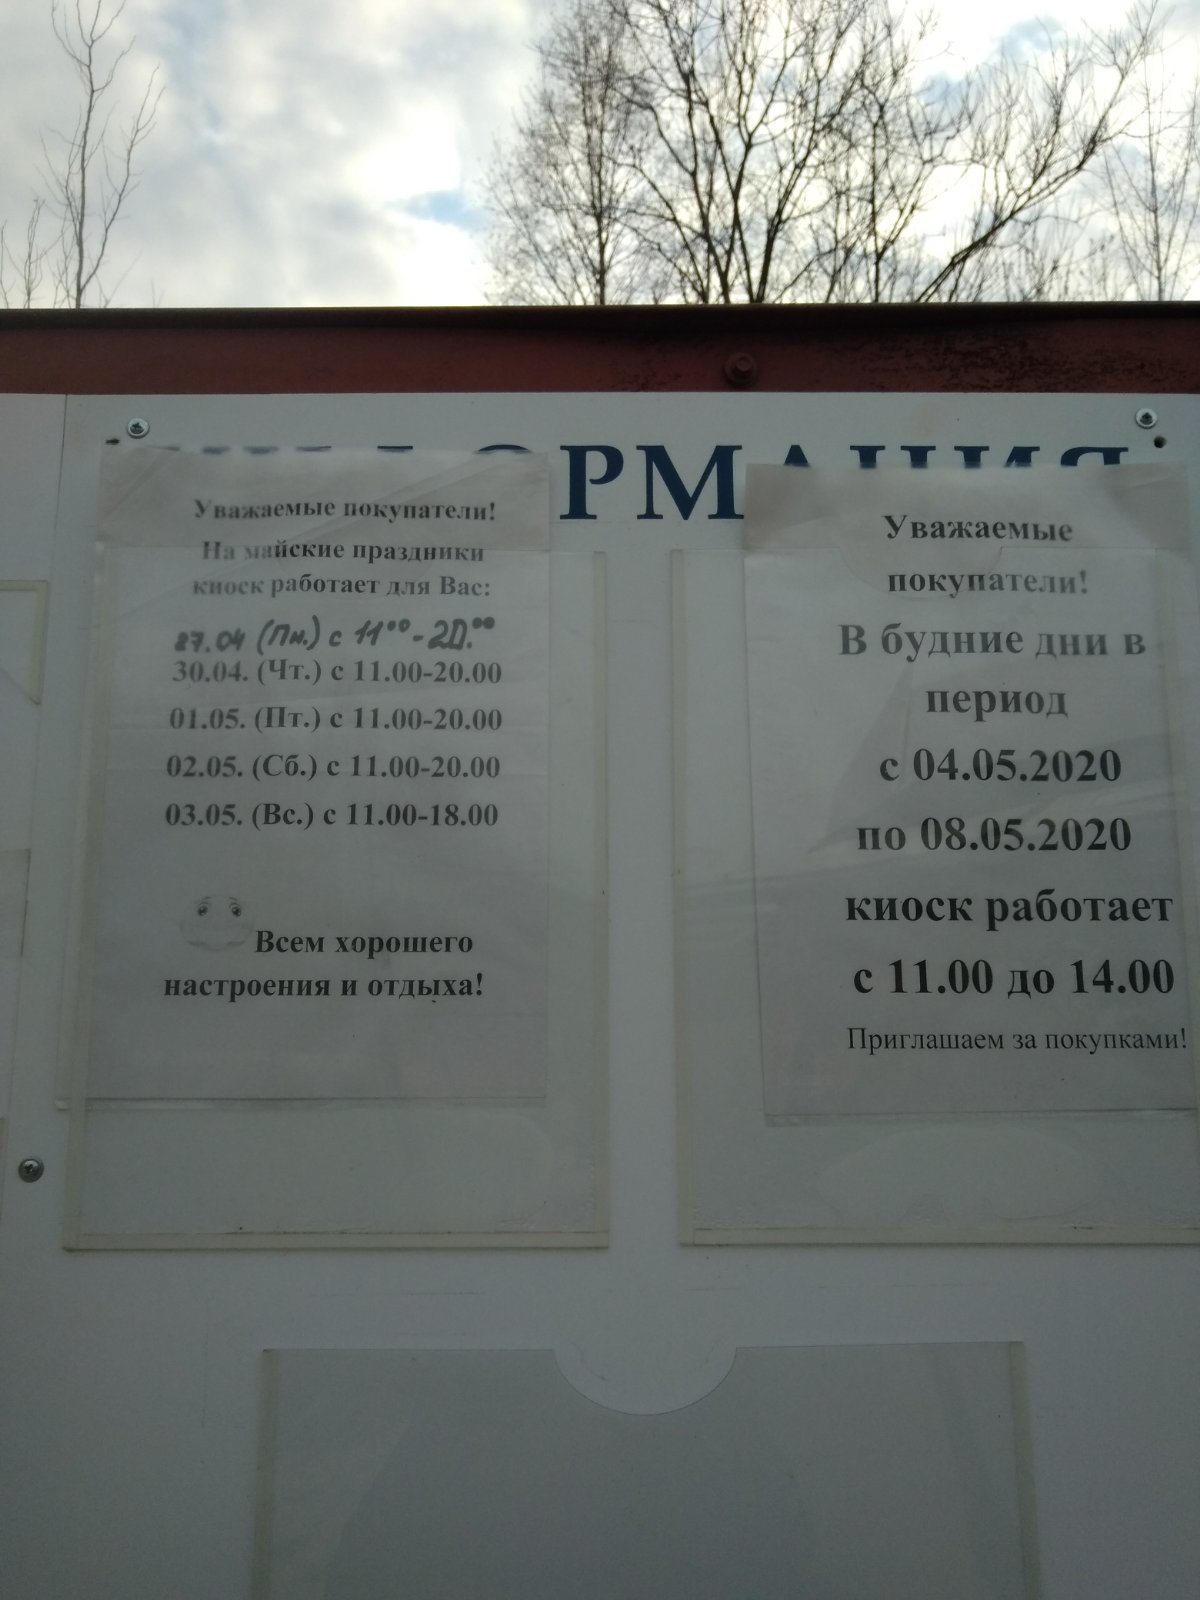 ИНФОРМАЦИЯ
Уважаемые покупатели!
На майские праздники
киоск работает для Вас:
27.04 (Пн.) с 11⁰⁰-20.⁰⁰
30.04. (Чт.) с 11.00-20.00
01.05. (Пт.) с 11.00-20.00
02.05. (Сб.) с 11.00-20.00
03.05. (Вс.) с 11.00-18.00
Всем хорошего
настроения и отдыха!
Уважаемые
покупатели!
В будние дни в
период
с 04.05.2020
по 08.05.2020
киоск работает
с 11.00 до 14.00
Приглашаем за покупками!